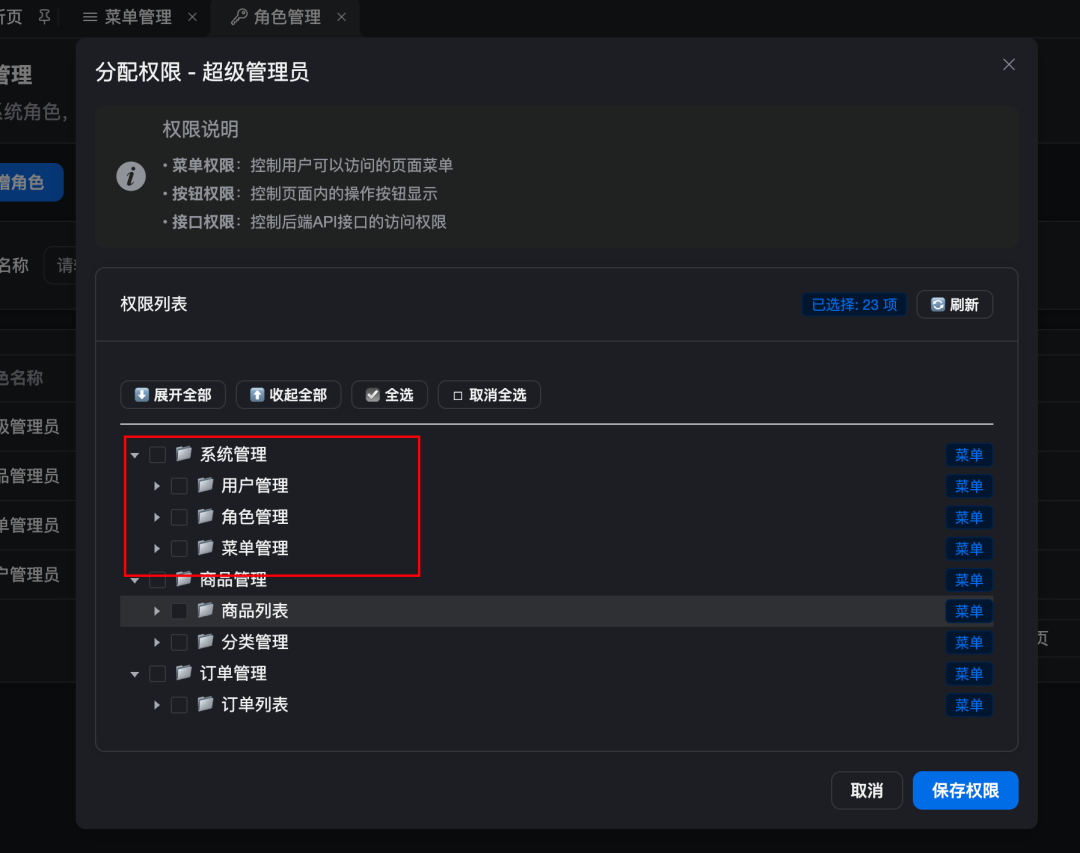 页 菜单管理 角色管理
管理
分配权限 - 超级管理员
统角色,
权限说明
• 菜单权限：控制用户可以访问的页面菜单
• 按钮权限：控制页面内的操作按钮显示
• 接口权限：控制后端API接口的访问权限
增角色
名称 请
权限列表 已选择: 23 项 刷新
色名称
展开全部 收起全部 全选 取消全选
级管理员
系统管理 菜单
品管理员
用户管理 菜单
角色管理 菜单
单管理员
菜单管理 菜单
户管理员
商品管理 菜单
商品列表 菜单
分类管理 菜单
页
订单管理 菜单
订单列表 菜单
取消 保存权限